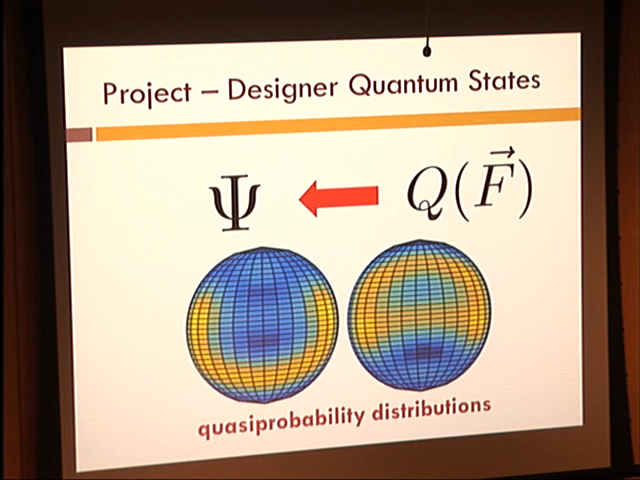 Project – Designer Quantum States
Ψ ← Q(F⃗)
quasiprobability distributions